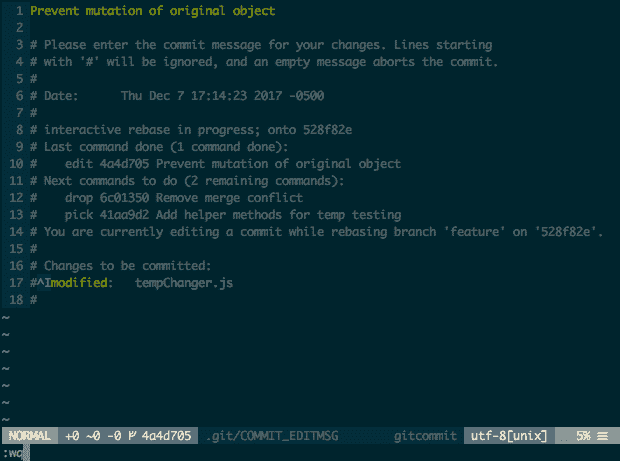 1 Prevent mutation of original object
2
3 # Please enter the commit message for your changes. Lines starting
4 # with '#' will be ignored, and an empty message aborts the commit.
5 #
6 # Date:      Thu Dec 7 17:14:23 2017 -0500
7 #
8 # interactive rebase in progress; onto 528f82e
9 # Last command done (1 command done):
10 #    edit 4a4d705 Prevent mutation of original object
11 # Next commands to do (2 remaining commands):
12 #    drop 6c01350 Remove merge conflict
13 #    pick 41aa9d2 Add helper methods for temp testing
14 # You are currently editing a commit while rebasing branch 'feature' on '528f82e'.
15 #
16 # Changes to be committed:
17 #^Imodified:   tempChanger.js
18 #
~
~
~
~
~
~
~
NORMAL +0 ~0 -0 4a4d705 .git/COMMIT_EDITMSG gitcommit utf-8[unix] 5%
:wq